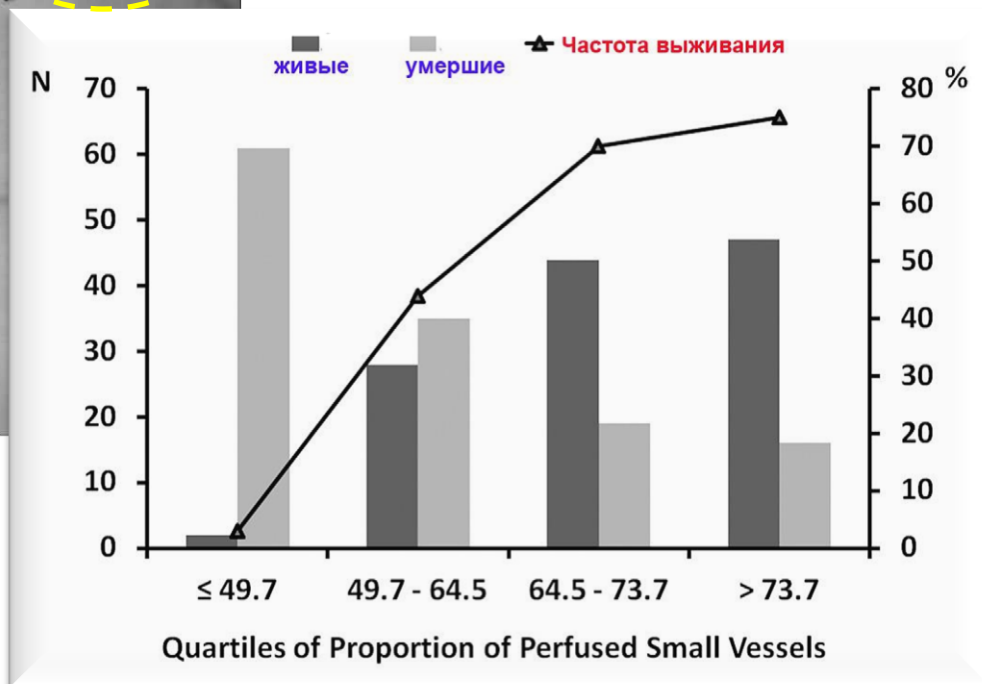 Частота выживания
живые умершие
N 70 80 %
60 70
50 60
40 50
30 40
20 30
10 20
0 10
0
≤ 49.7 49.7 - 64.5 64.5 - 73.7 > 73.7
Quartiles of Proportion of Perfused Small Vessels